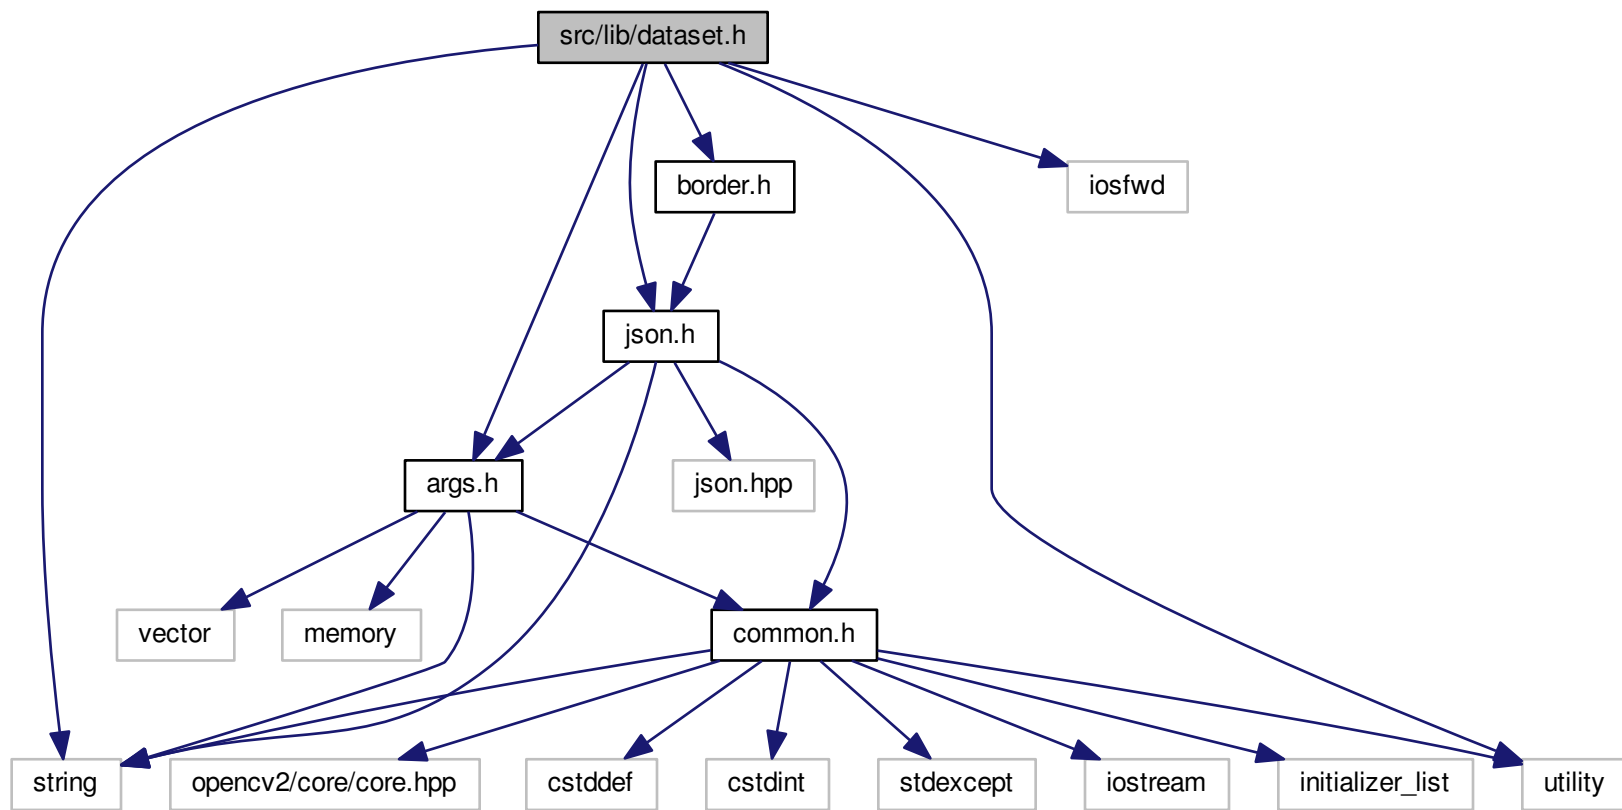 src/lib/dataset.h
border.h
iosfwd
json.h
args.h
json.hpp
vector
memory
common.h
string
opencv2/core/core.hpp
cstddef
cstdint
stdexcept
iostream
initializer_list
utility